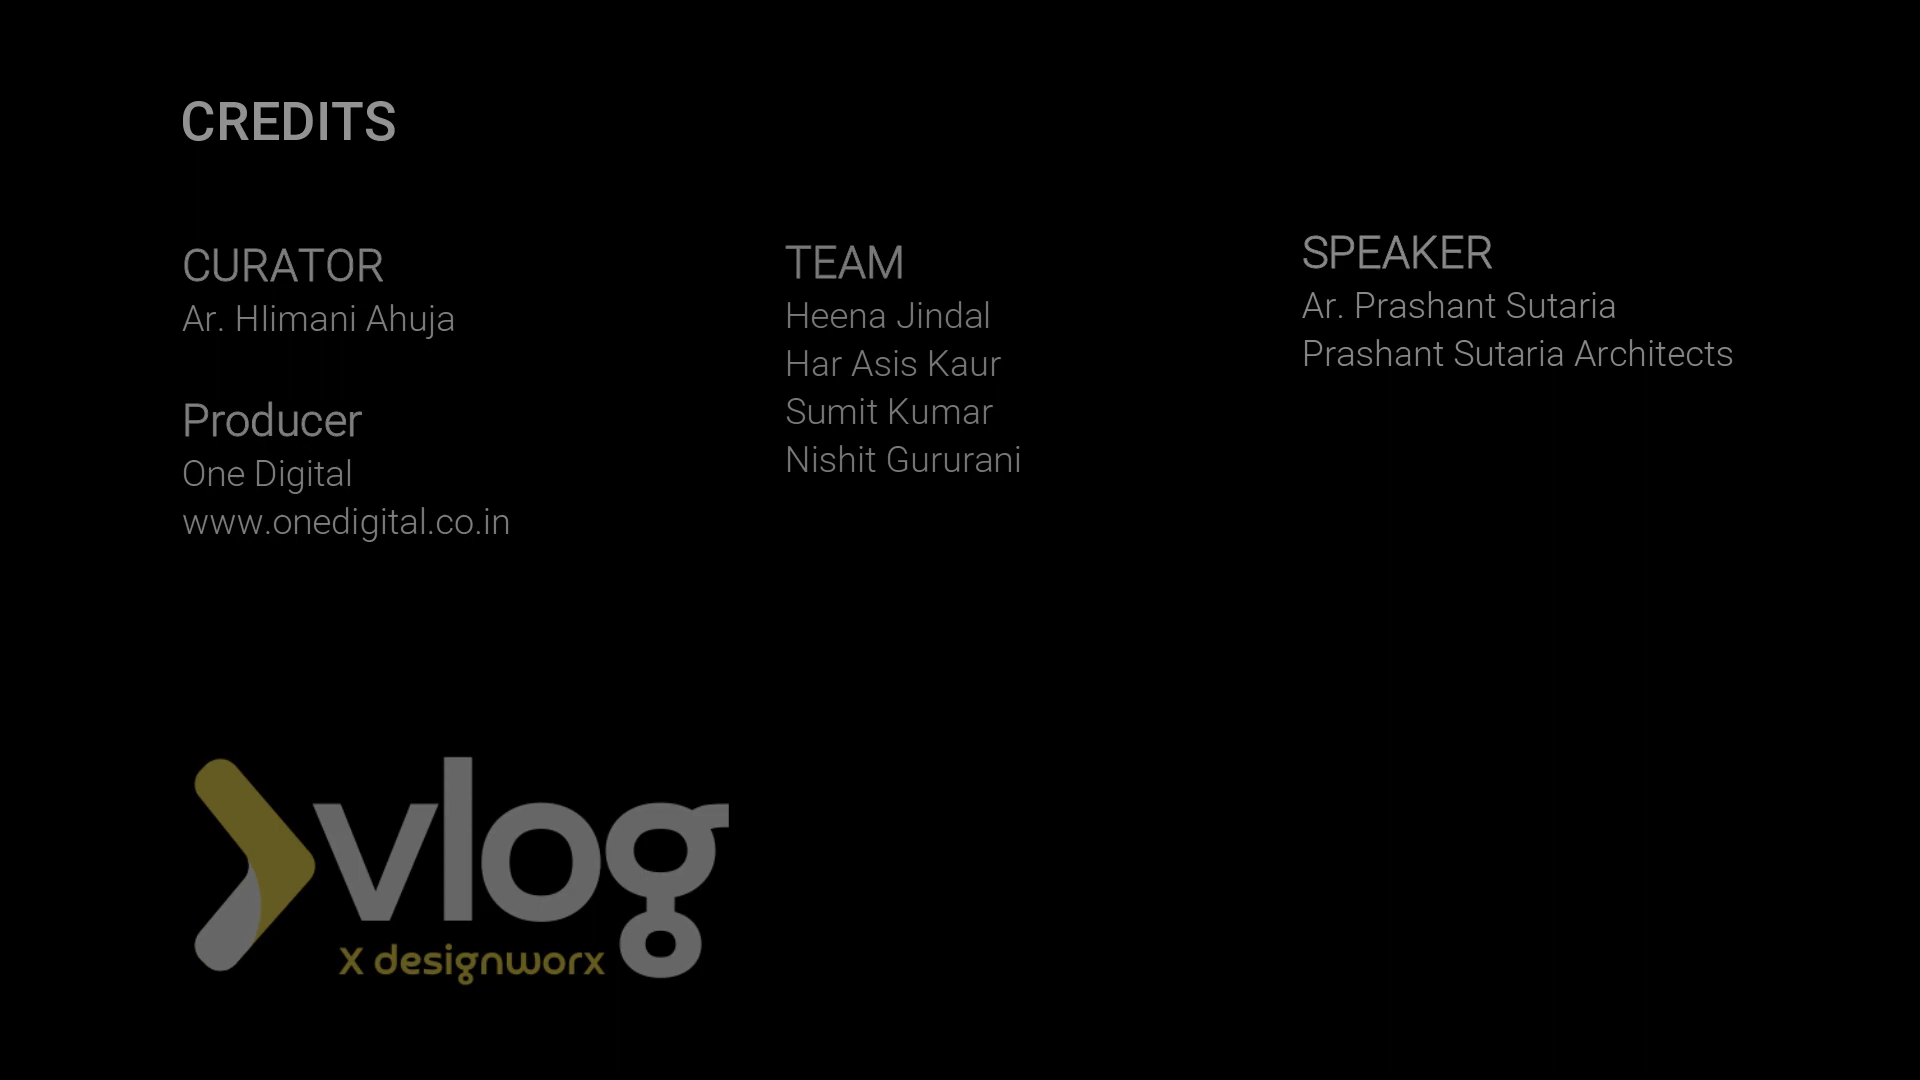 CREDITS
CURATOR
Ar. HIimani Ahuja
Producer
One Digital
www.onedigital.co.in
TEAM
Heena Jindal
Har Asis Kaur
Sumit Kumar
Nishit Gururani
SPEAKER
Ar. Prashant Sutaria
Prashant Sutaria Architects
vlog
x designworx